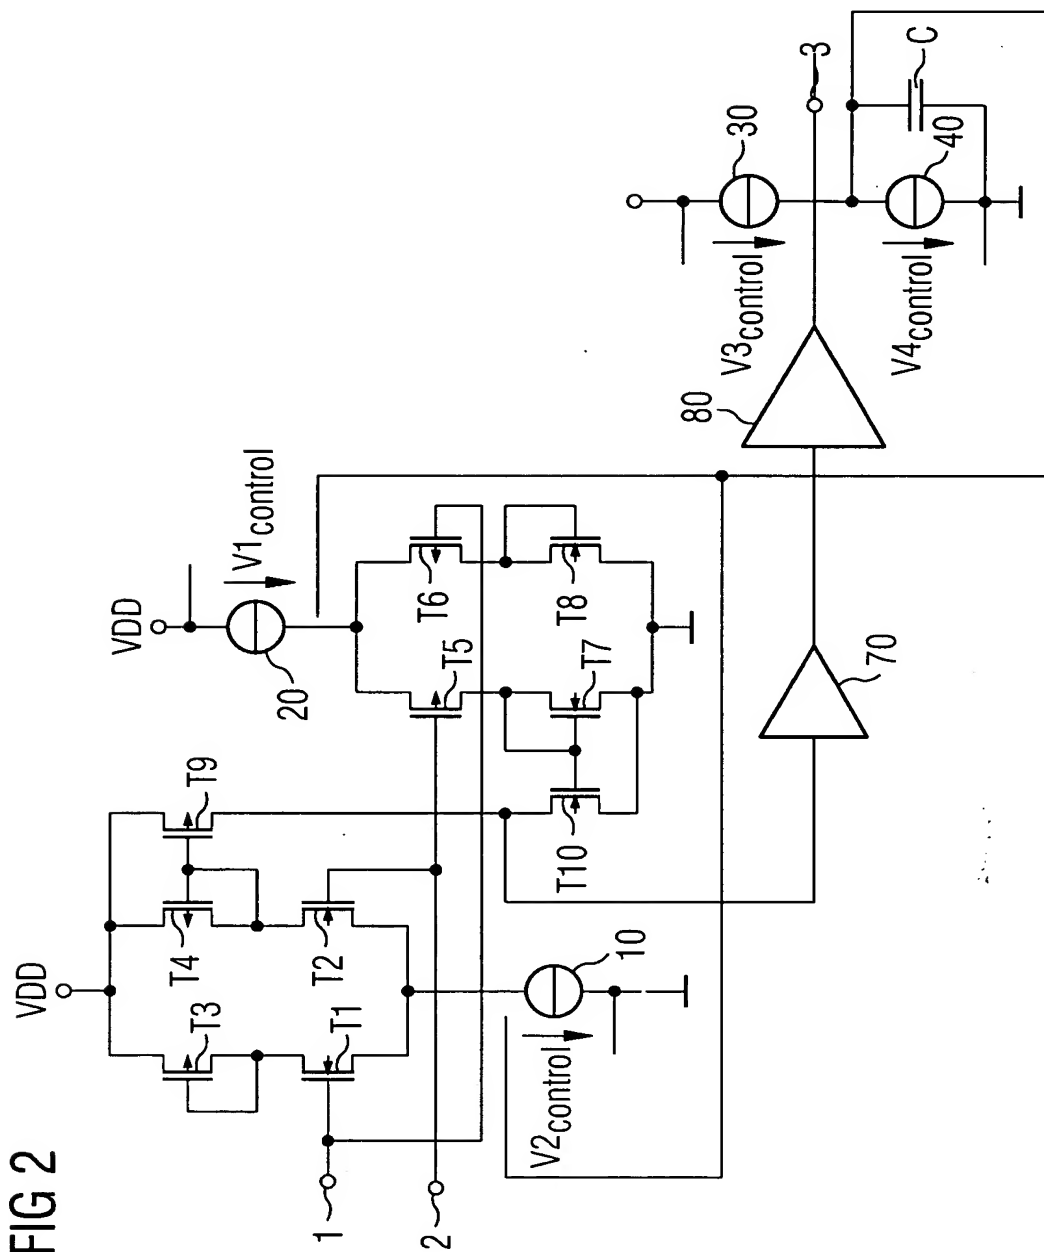 FIG 2
1
2
VDD
T3
T1
T4
T2
T9
V2control
10
VDD
V1control
20
T5
T6
T7
T8
T10
70
80
V3control
30
3
V4control
40
C